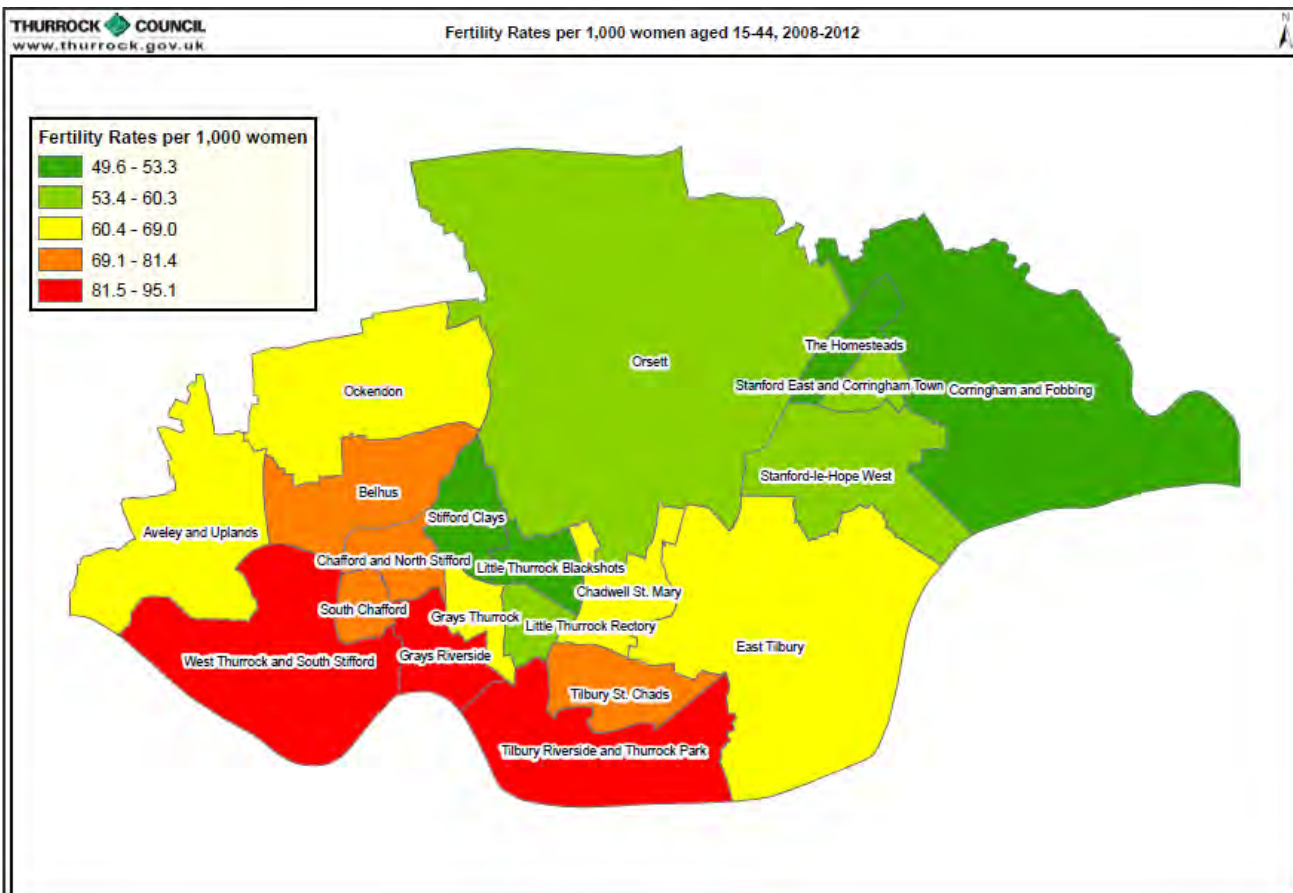 THURROCK COUNCIL
www.thurrock.gov.uk
Fertility Rates per 1,000 women aged 15-44, 2008-2012
N
Fertility Rates per 1,000 women
49.6 - 53.3
53.4 - 60.3
60.4 - 69.0
69.1 - 81.4
81.5 - 95.1
The Homesteads
Orsett
Stanford East and Corringham Town
Corringham and Fobbing
Ockendon
Stanford-le-Hope West
Belhus
Stifford Clays
Aveley and Uplands
Chafford and North Stifford
Little Thurrock Blackshots
Chadwell St. Mary
South Chafford
Grays Thurrock
Little Thurrock Rectory
East Tilbury
West Thurrock and South Stifford
Grays Riverside
Tilbury St. Chads
Tilbury Riverside and Thurrock Park